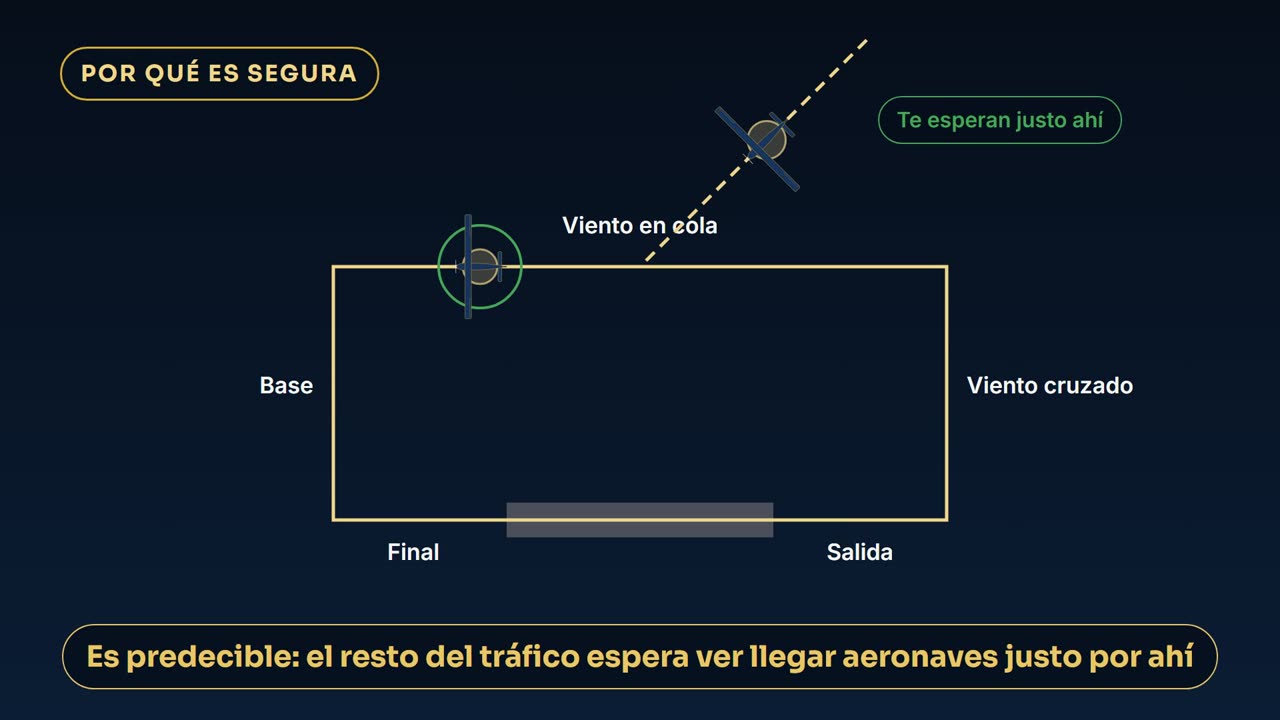 POR QUÉ ES SEGURA
Te esperan justo ahí
Viento en cola
Base
Viento cruzado
Final
Salida
Es predecible: el resto del tráfico espera ver llegar aeronaves justo por ahí